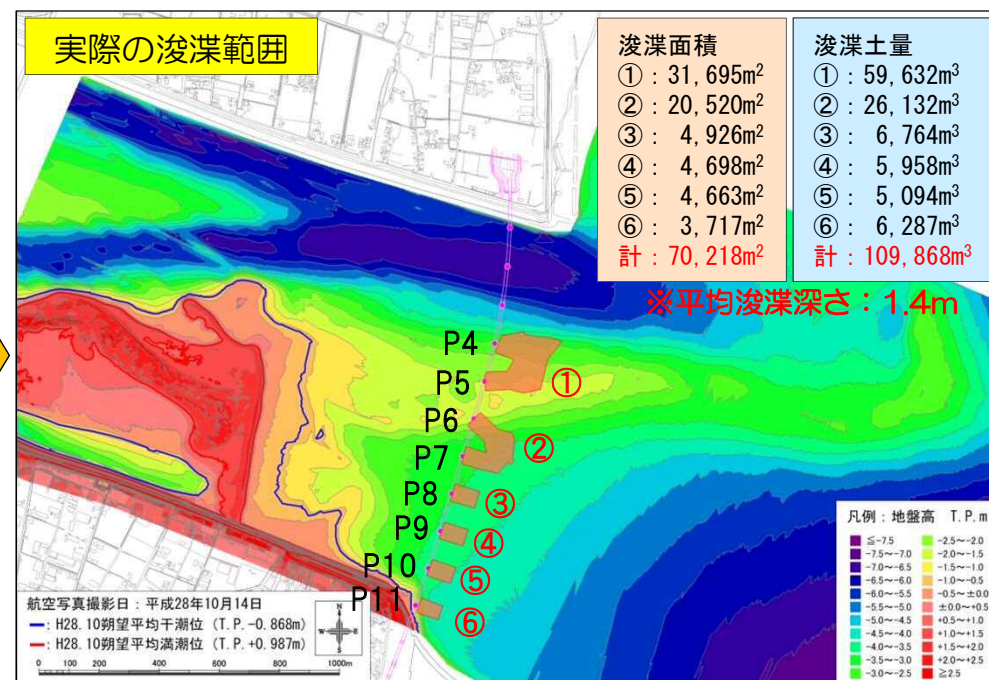 実際の浚渫範囲
浚渫面積
①：31,695m²
②：20,520m²
③： 4,926m²
④： 4,698m²
⑤： 4,663m²
⑥： 3,717m²
計：70,218m²
浚渫土量
①：59,632m³
②：26,132m³
③： 6,764m³
④： 5,958m³
⑤： 5,094m³
⑥： 6,287m³
計：109,868m³
※平均浚渫深さ：1.4m
P4
P5
①
P6
P7
②
P8
③
P9
④
P10
⑤
P11
⑥
航空写真撮影日：平成28年10月14日
：H28.10朔望平均干潮位（T.P.-0.868m）
：H28.10朔望平均満潮位（T.P.+0.987m）
0 100 200 300 400 500 600 700 800 900 1000m
N
W E
S
凡例：地盤高 T.P.m
≦-7.5
-7.5～-7.0
-7.0～-6.5
-6.5～-6.0
-6.0～-5.5
-5.5～-5.0
-5.0～-4.5
-4.5～-4.0
-4.0～-3.5
-3.5～-3.0
-3.0～-2.5
-2.5～-2.0
-2.0～-1.5
-1.5～-1.0
-1.0～-0.5
-0.5～±0.0
±0.0～+0.5
+0.5～+1.0
+1.0～+1.5
+1.5～+2.0
+2.0～+2.5
≧2.5